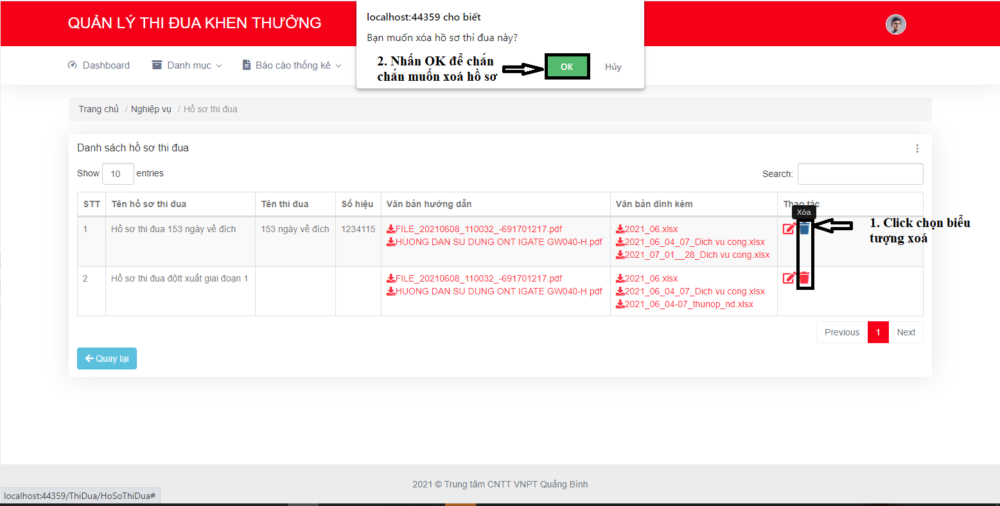 QUẢN LÝ THI ĐUA KHEN THƯỞNG
localhost:44359 cho biết
Bạn muốn xóa hồ sơ thi đua này?
2. Nhấn OK để chắn
chắn muốn xoá hồ sơ
OK
Hủy
Dashboard
Danh mục
Báo cáo thống kê
Trang chủ / Nghiệp vụ / Hồ sơ thi đua
Danh sách hồ sơ thi đua
Show 10 entries
Search:
STT
Tên hồ sơ thi đua
Tên thi đua
Số hiệu
Văn bản hướng dẫn
Văn bản đính kèm
Thao tác
Xóa
1
Hồ sơ thi đua 153 ngày về đích
153 ngày về đích
1234115
FILE_20210608_110032_-691701217.pdf
HUONG DAN SU DUNG ONT IGATE GW040-H.pdf
2021_06.xlsx
2021_06_04_07_Dich vu cong.xlsx
2021_07_01__28_Dich vu cong.xlsx
1. Click chọn biểu
tượng xoá
2
Hồ sơ thi đua độtt xuất giai đoạn 1
FILE_20210608_110032_-691701217.pdf
HUONG DAN SU DUNG ONT IGATE GW040-H.pdf
2021_06.xlsx
2021_06_04_07_Dich vu cong.xlsx
2021_06_04-07_thunop_nd.xlsx
Previous 1 Next
Quay lại
2021 © Trung tâm CNTT VNPT Quảng Bình
localhost:44359/ThiDua/HoSoThiDua#